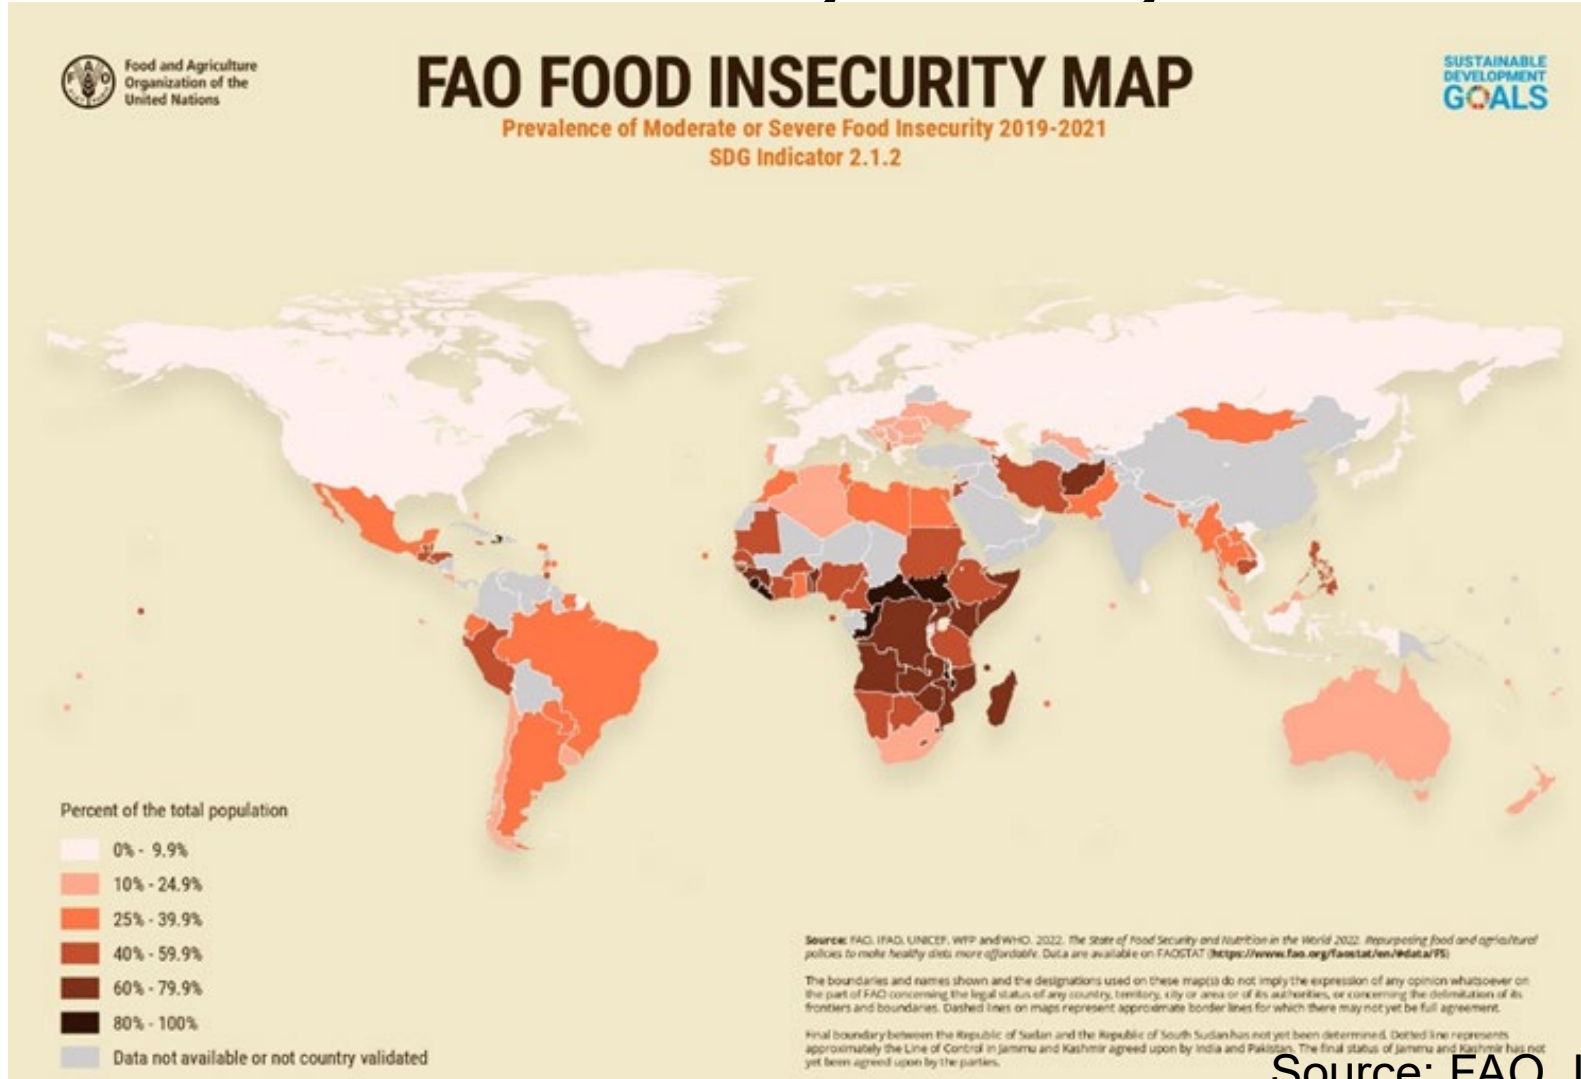 Food and Agriculture
Organization of the
United Nations
FAO FOOD INSECURITY MAP
Prevalence of Moderate or Severe Food Insecurity 2019-2021
SDG Indicator 2.1.2
SUSTAINABLE
DEVELOPMENT
GOALS
Percent of the total population
0% - 9.9%
10% - 24.9%
25% - 39.9%
40% - 59.9%
60% - 79.9%
80% - 100%
Data not available or not country validated
Source: FAO, IFAD, UNICEF, WFP and WHO. 2022. The State of Food Security and Nutrition in the World 2022. Repurposing food and agricultural
policies to make healthy diets more affordable. Data are available on FAOSTAT (https://www.fao.org/faostat/en/#data/FS)
The boundaries and names shown and the designations used on these map(s) do not imply the expression of any opinion whatsoever on
the part of FAO concerning the legal status of any country, territory, city or area or of its authorities, or concerning the delimitation of its
frontiers and boundaries. Dashed lines on maps represent approximate border lines for which there may not yet be full agreement.
Final boundary between the Republic of Sudan and the Republic of South Sudan has not yet been determined. Dotted line represents
approximately the Line of Control in Jammu and Kashmir agreed upon by India and Pakistan. The final status of Jammu and Kashmir has not
yet been agreed upon by the parties.
Source: FAO,